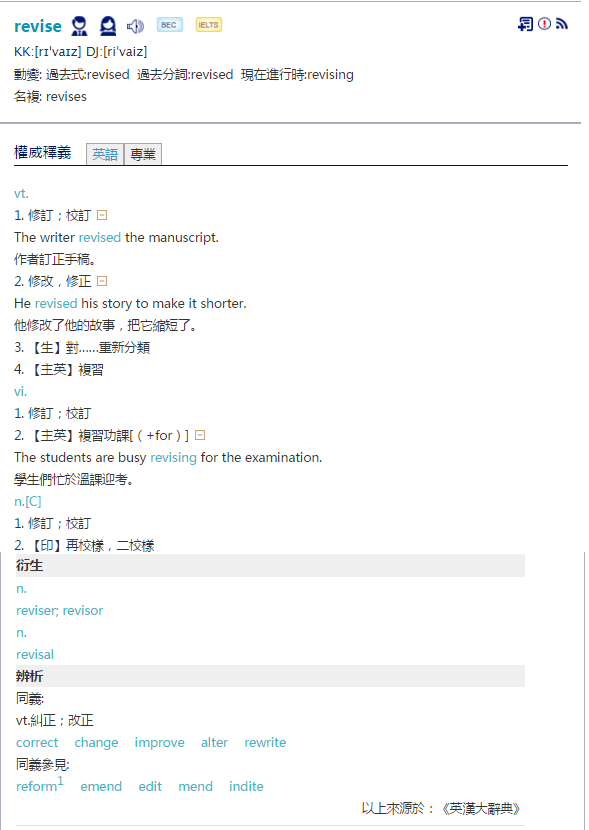 revise BEC IELTS
KK:[rɪˋvaɪz] DJ:[riˋvaiz]
動變: 過去式:revised 過去分詞:revised 現在進行時:revising
名複: revises
權威釋義 英語 專業
vt.
1. 修訂；校訂
The writer revised the manuscript.
作者訂正手稿。
2. 修改，修正
He revised his story to make it shorter.
他修改了他的故事，把它縮短了。
3. 【生】對……重新分類
4. 【主英】複習
vi.
1. 修訂；校訂
2. 【主英】複習功課[（+for）]
The students are busy revising for the examination.
學生們忙於溫課迎考。
n.[C]
1. 修訂；校訂
2. 【印】再校樣，二校樣
衍生
n.
reviser; revisor
n.
revisal
辨析
同義:
vt.糾正；改正
correct change improve alter rewrite
同義參見:
reform1 emend edit mend indite
以上來源於：《英漢大辭典》